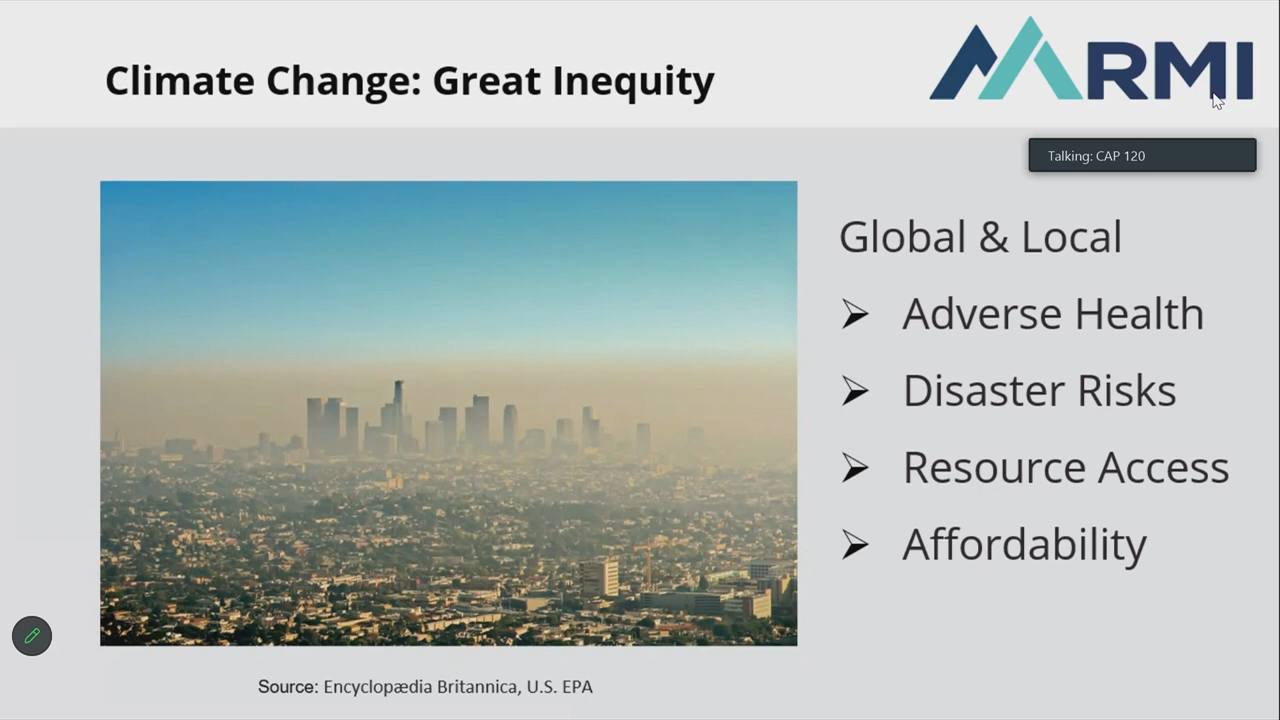 Climate Change: Great Inequity
RMI
Talking: CAP 120
Global & Local
Adverse Health
Disaster Risks
Resource Access
Affordability
Source: Encyclopædia Britannica, U.S. EPA